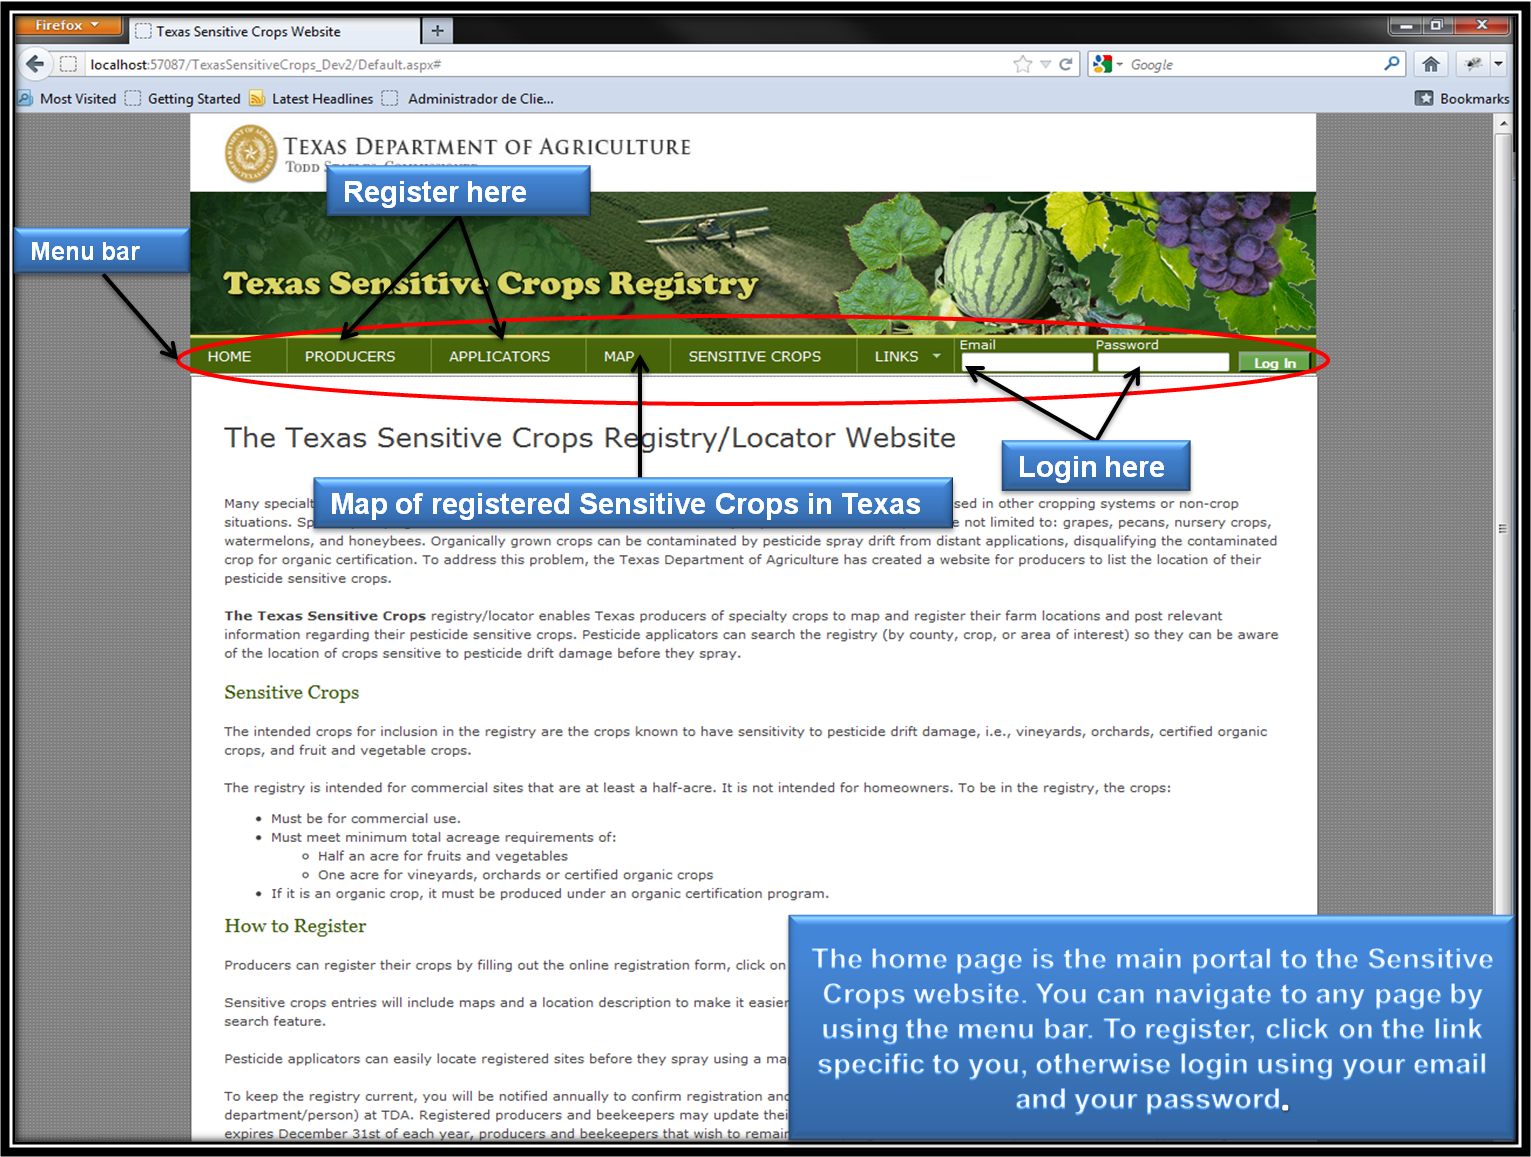 Firefox
Texas Sensitive Crops Website
localhost:57087/TexasSensitiveCrops_Dev2/Default.aspx#
Google
Most Visited Getting Started Latest Headlines Administrador de Clie...
Bookmarks
TEXAS DEPARTMENT OF AGRICULTURE
TODD
Register here
Menu bar
Texas Sensitive Crops Registry
HOME PRODUCERS APPLICATORS MAP SENSITIVE CROPS LINKS Email Password Log In
The Texas Sensitive Crops Registry/Locator Website
Login here
Map of registered Sensitive Crops in Texas
Many in other cropping systems or non-crop
situations. not limited to: grapes, pecans, nursery crops,
watermelons, and honeybees. Organically grown crops can be contaminated by pesticide spray drift from distant applications, disqualifying the contaminated
crop for organic certification. To address this problem, the Texas Department of Agriculture has created a website for producers to list the location of their
pesticide sensitive crops.
The Texas Sensitive Crops registry/locator enables Texas producers of specialty crops to map and register their farm locations and post relevant
information regarding their pesticide sensitive crops. Pesticide applicators can search the registry (by county, crop, or area of interest) so they can be aware
of the location of crops sensitive to pesticide drift damage before they spray.
Sensitive Crops
The intended crops for inclusion in the registry are the crops known to have sensitivity to pesticide drift damage, i.e., vineyards, orchards, certified organic
crops, and fruit and vegetable crops.
The registry is intended for commercial sites that are at least a half-acre. It is not intended for homeowners. To be in the registry, the crops:
• Must be for commercial use.
• Must meet minimum total acreage requirements of:
o Half an acre for fruits and vegetables
o One acre for vineyards, orchards or certified organic crops
• If it is an organic crop, it must be produced under an organic certification program.
How to Register
Producers can register their crops by filling out the online registration form, click on
Sensitive crops entries will include maps and a location description to make it easier
search feature.
Pesticide applicators can easily locate registered sites before they spray using a
To keep the registry current, you will be notified annually to confirm registration and
department/person) at TDA. Registered producers and beekeepers may update
expires December 31st of each year, producers and beekeepers that wish to
The home page is the main portal to the Sensitive
Crops website. You can navigate to any page by
using the menu bar. To register, click on the link
specific to you, otherwise login using your email
and your password.